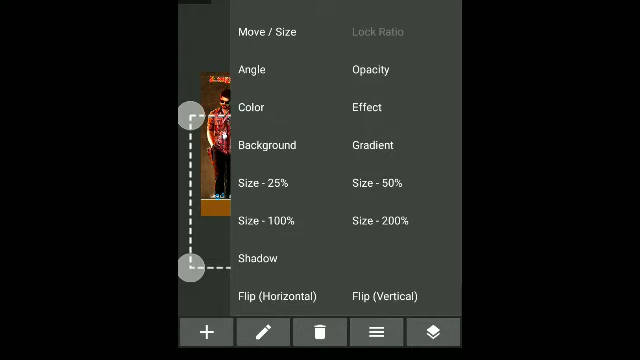 Move / Size Lock Ratio
Angle Opacity
Color Effect
Background Gradient
Size - 25% Size - 50%
Size - 100% Size - 200%
Shadow
Flip (Horizontal) Flip (Vertical)